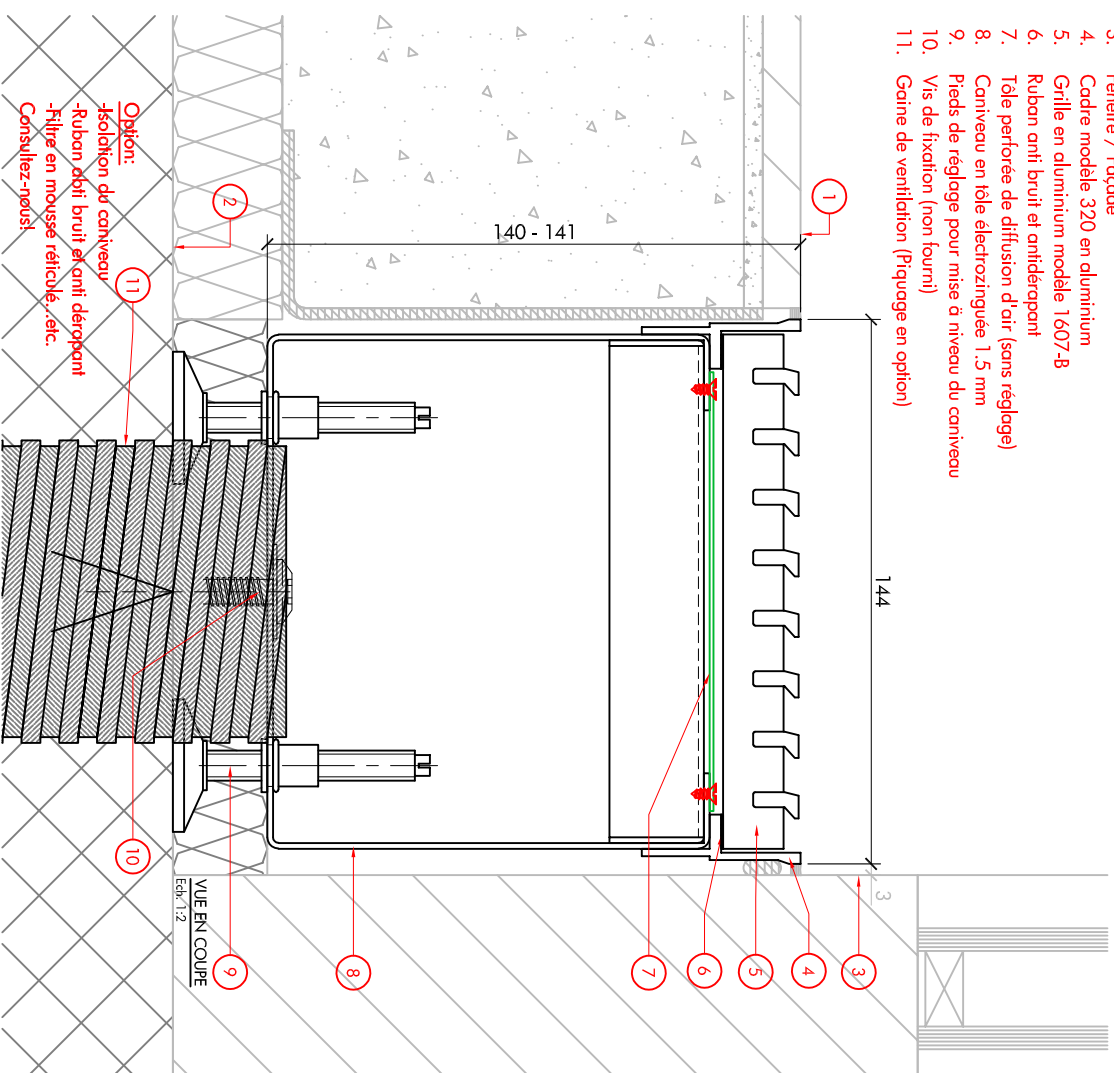 3. Fenêtre / Façade
4. Cadre modèle 320 en aluminium
5. Grille en aluminium modèle 1607-B
6. Ruban anti bruit et antidérapant
7. Tôle perforée de diffusion d'air (sans réglage)
8. Caniveau en tôle électrozinguée 1.5 mm
9. Pieds de réglage pour mise à niveau du caniveau
10. Vis de fixation (non fourni)
11. Gaine de ventilation (Piquage en option)
1
2
140 - 141
144
3
3
4
5
6
7
8
9
10
11
Option:
-Isolation du caniveau
-Ruban abti bruit et anti dérapant
-Filtre en mousse réticulé...etc.
Consultez-nous!
VUE EN COUPE
Ech. 1:2